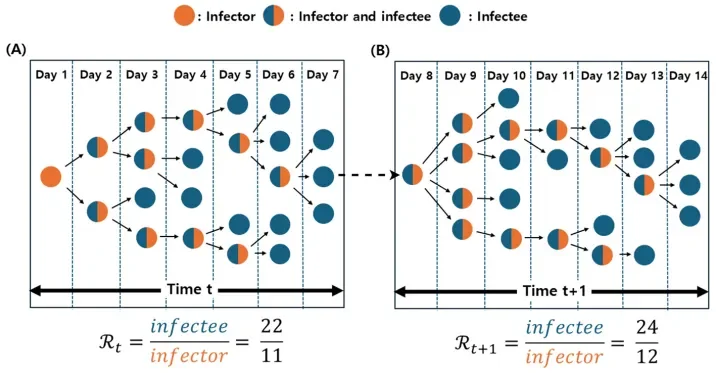 : Infector : Infector and infectee : Infectee
(A) (B)
Day 1 Day 2 Day 3 Day 4 Day 5 Day 6 Day 7 Day 8 Day 9 Day 10 Day 11 Day 12 Day 13 Day 14
Time t Time t+1
ℛt = infectee / infector = 22 / 11
ℛt+1 = infectee / infector = 24 / 12